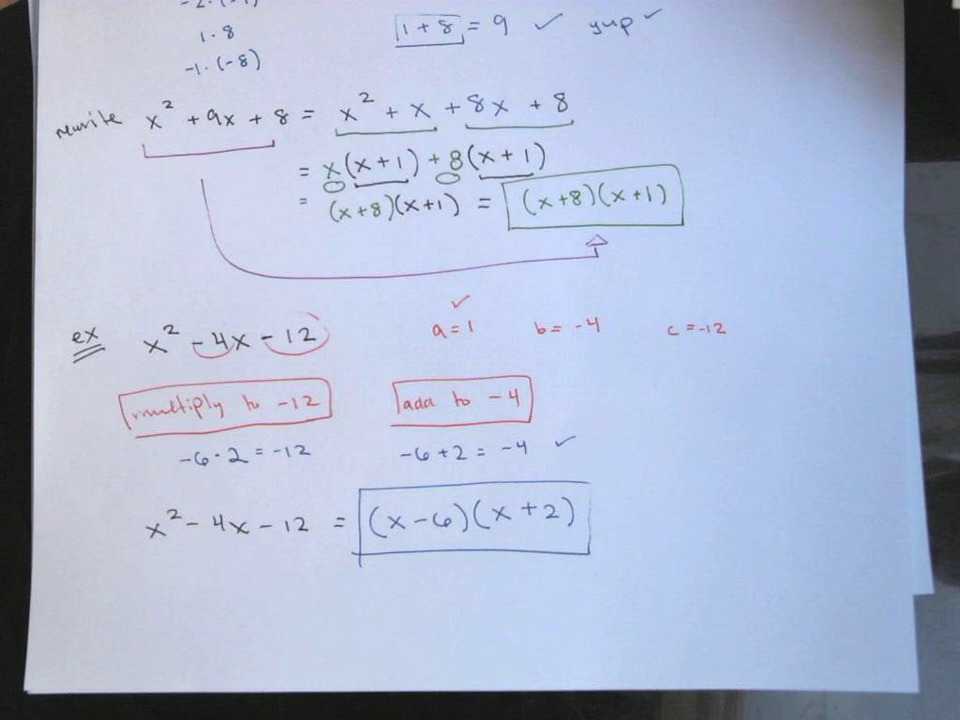 -2·(-4)
1·8
1+8 = 9 ✓ yup ✓
-1·(-8)
rewrite x² + 9x + 8 = x² + x + 8x + 8
= x(x+1) + 8(x+1)
= (x+8)(x+1) = (x+8)(x+1)
✓
ex x² - 4x - 12 a=1 b= -4 c=-12
multiply to -12 add to -4
-6·2 = -12 -6+2 = -4 ✓
x² - 4x - 12 = (x-6)(x+2)